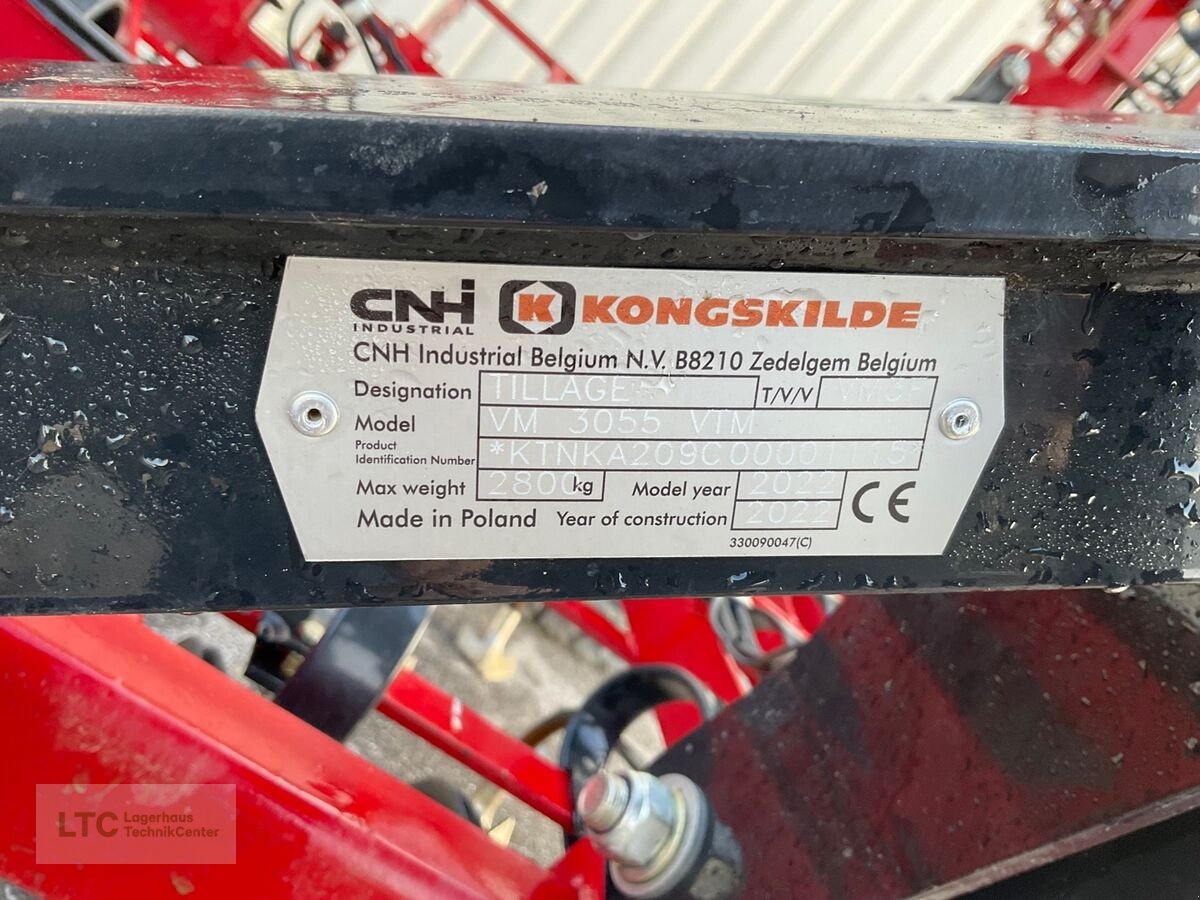 CNH INDUSTRIAL K KONGSKILDE
CNH Industrial Belgium N.V. B8210 Zedelgem Belgium
Designation TILLAGE T/V/V
Model VM 3055 VTM
Product Identification Number *KTNKA209C0000
Max weight 2800 kg Model year 2022
Made in Poland Year of construction 2022 CE
330090047(C)
LTC Lagerhaus
TechnikCenter